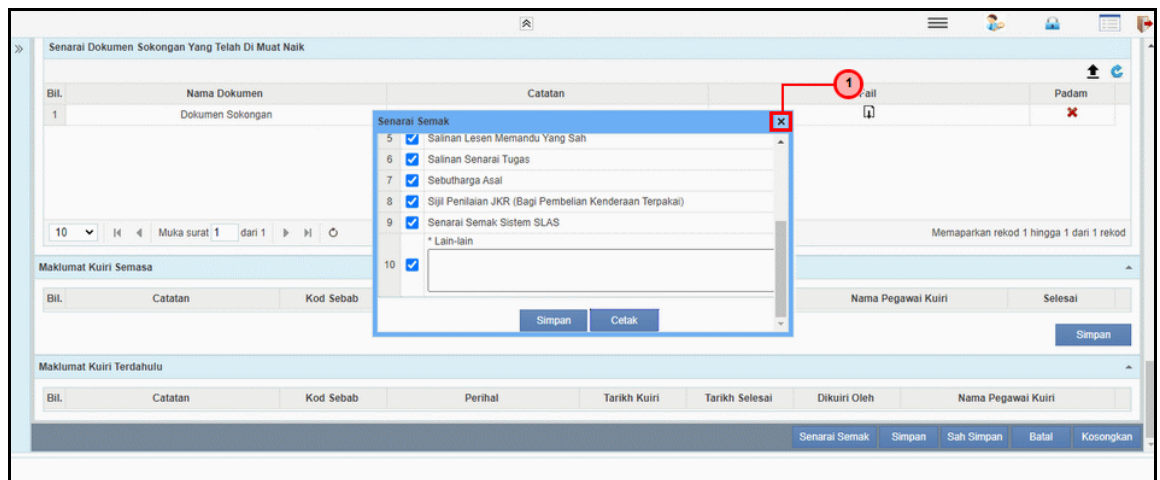 Senarai Dokumen Sokongan Yang Telah Di Muat Naik
Bil. Nama Dokumen Catatan Fail Padam
1 Dokumen Sokongan
1
Senarai Semak
5 Salinan Lesen Memandu Yang Sah
6 Salinan Senarai Tugas
7 Sebutharga Asal
8 Sijil Penilaian JKR (Bagi Pembelian Kenderaan Terpakai)
9 Senarai Semak Sistem SLAS
10 * Lain-lain
Simpan Cetak
10 Muka surat 1 dari 1 Memaparkan rekod 1 hingga 1 dari 1 rekod
Maklumat Kuiri Semasa
Bil. Catatan Kod Sebab Nama Pegawai Kuiri Selesai
Simpan
Maklumat Kuiri Terdahulu
Bil. Catatan Kod Sebab Perihal Tarikh Kuiri Tarikh Selesai Dikuiri Oleh Nama Pegawai Kuiri
Senarai Semak Simpan Sah Simpan Batal Kosongkan